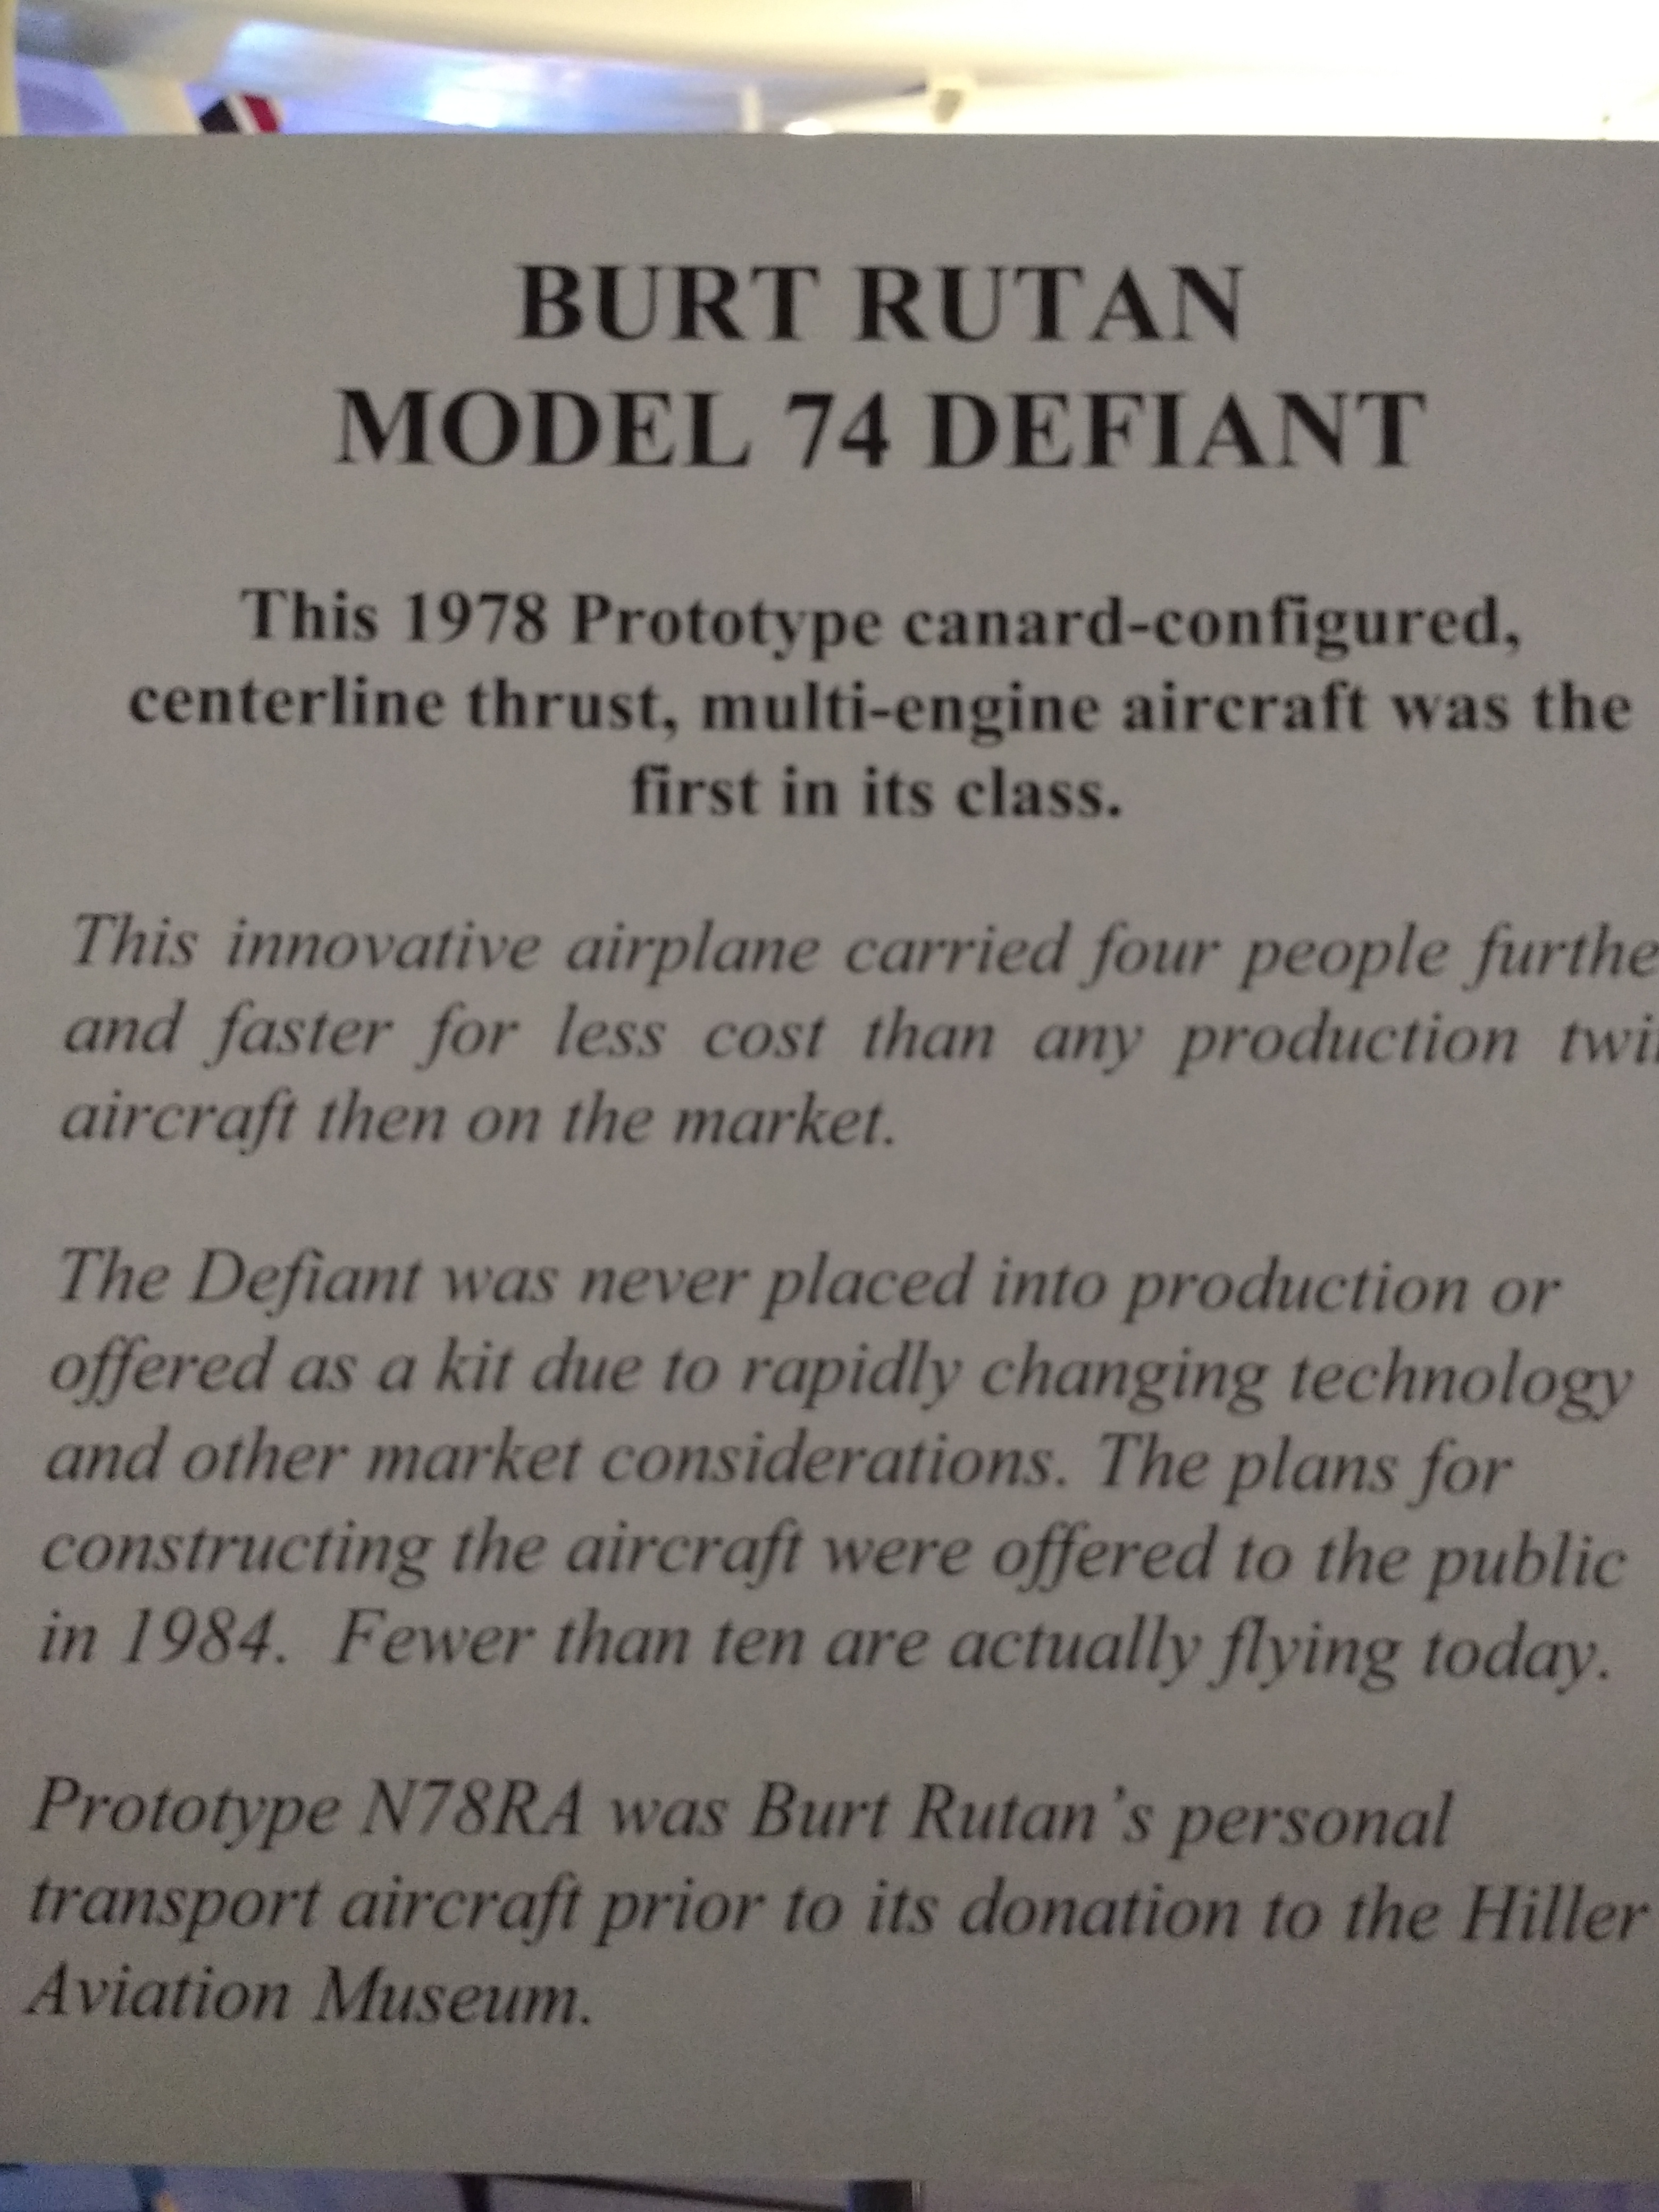 BURT RUTAN
MODEL 74 DEFIANT
This 1978 Prototype canard-configured,
centerline thrust, multi-engine aircraft was the
first in its class.
This innovative airplane carried four people furthe
and faster for less cost than any production twi
aircraft then on the market.
The Defiant was never placed into production or
offered as a kit due to rapidly changing technology
and other market considerations. The plans for
constructing the aircraft were offered to the public
in 1984. Fewer than ten are actually flying today.
Prototype N78RA was Burt Rutan's personal
transport aircraft prior to its donation to the Hiller
Aviation Museum.